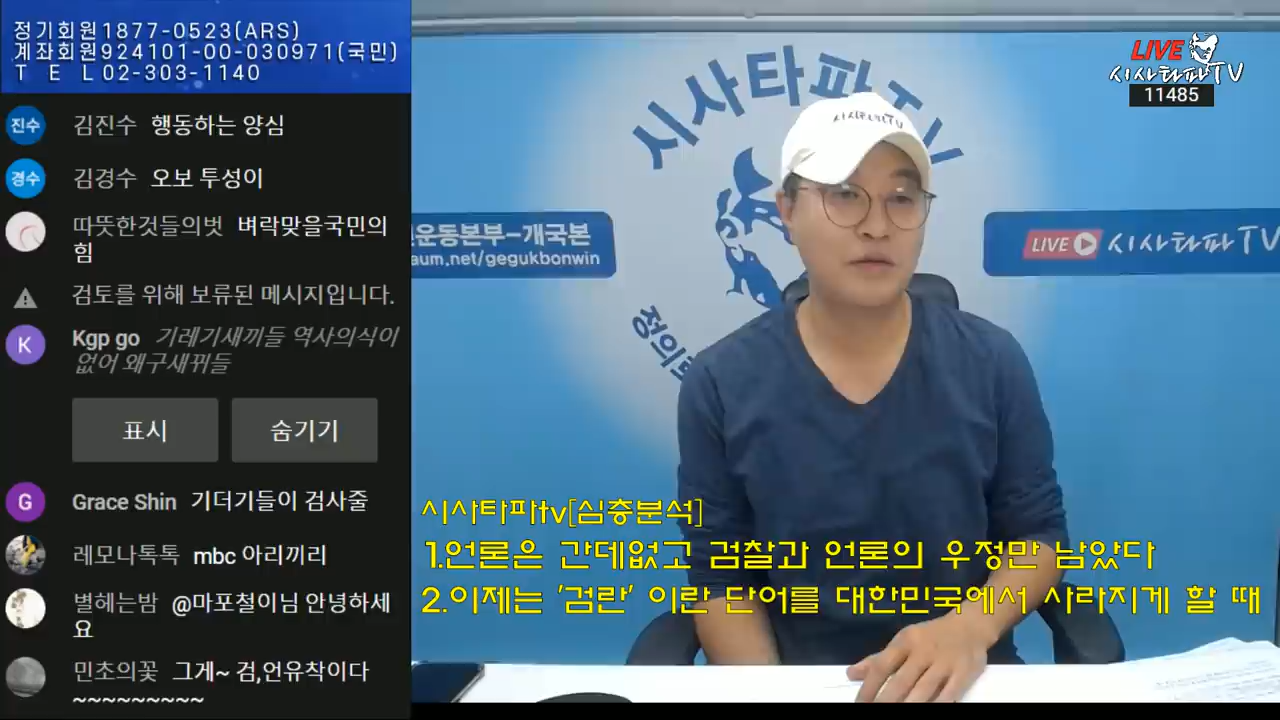 정기회원1877-0523(ARS)
계좌회원924101-00-030971(국민)
T E L02-303-1140
진수 김진수 행동하는 양심
경수 김경수 오보 투성이
따뜻한것들의벗 벼락맞을국민의
힘
검토를 위해 보류된 메시지입니다.
K Kgp go 기레기새끼들 역사의식이
없어 왜구새뀌들
표시 숨기기
G Grace Shin 기더기들이 검사줄
레모나톡톡 mbc 아리끼리
별헤는밤 @마포철이님 안녕하세
요
민초의꽃 그게~ 검,언유착이다
~~~~~~~~~
LIVE
시사타파TV
11485
시사타파TV
시사타파TV
운동본부-개국본
aum.net/gegukbonwin
LIVE 시사타파TV
정의로
시사타파tv[심층분석]
1.언론은 간데없고 검찰과 언론의 우정만 남았다
2.이제는 '검란' 이란 단어를 대한민국에서 사라지게 할 때